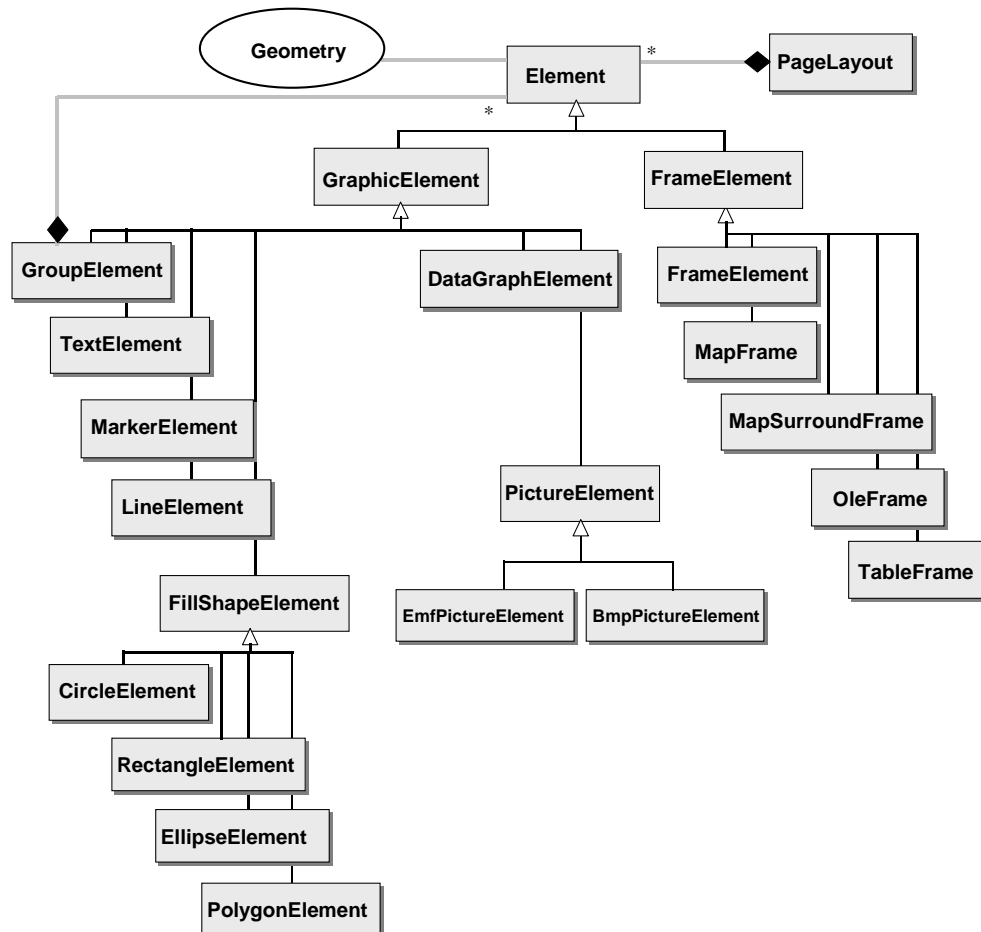 Geometry
Element
*
PageLayout
*
GraphicElement
FrameElement
GroupElement
DataGraphElement
FrameElement
TextElement
MapFrame
MarkerElement
MapSurroundFrame
PictureElement
LineElement
OleFrame
TableFrame
FillShapeElement
EmfPictureElement
BmpPictureElement
CircleElement
RectangleElement
EllipseElement
PolygonElement